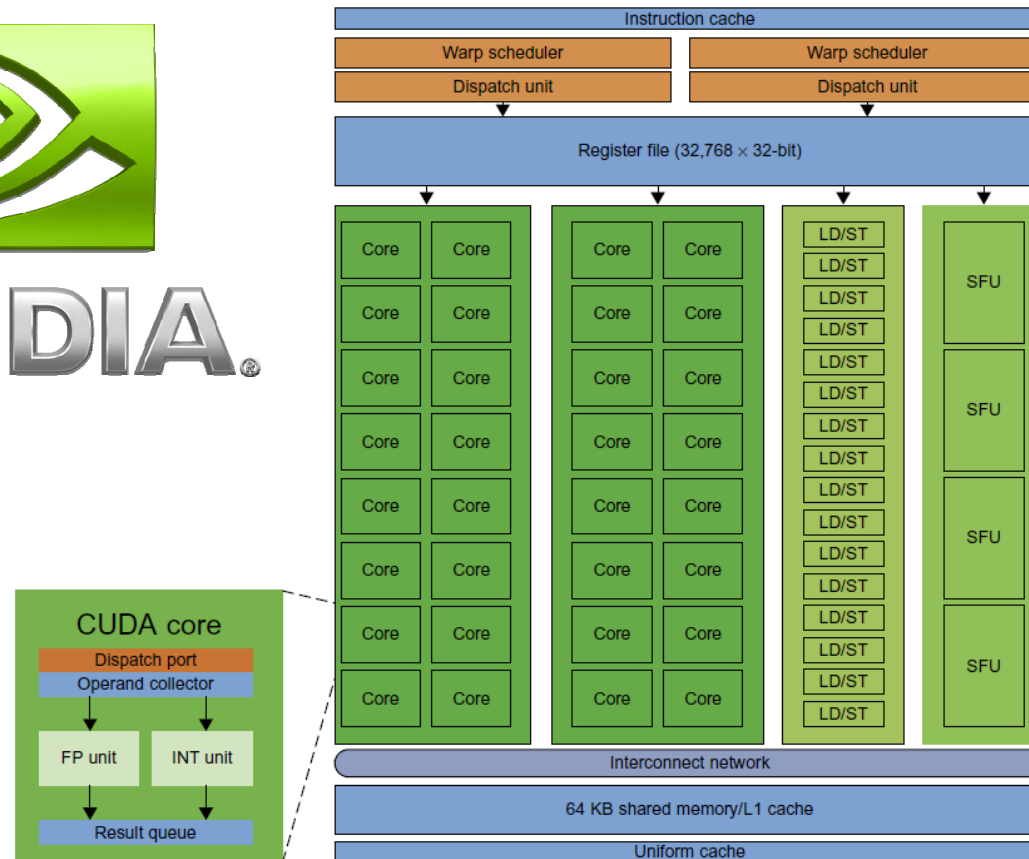 Instruction cache
Warp scheduler Warp scheduler
Dispatch unit Dispatch unit
Register file (32,768 × 32-bit)
Core Core Core Core LD/ST
LD/ST
SFU
Core Core Core Core LD/ST
LD/ST
DIA®
Core Core Core Core LD/ST
LD/ST
SFU
Core Core Core Core LD/ST
LD/ST
Core Core Core Core LD/ST
LD/ST
SFU
Core Core Core Core LD/ST
LD/ST
Core Core Core Core LD/ST
LD/ST
SFU
Core Core Core Core LD/ST
LD/ST
CUDA core
Dispatch port
Operand collector
FP unit INT unit
Result queue
Interconnect network
64 KB shared memory/L1 cache
Uniform cache